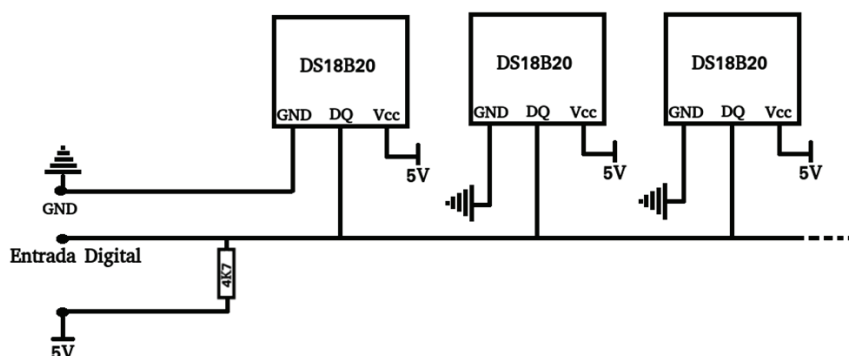 DS18B20
GND DQ Vcc
5V
DS18B20
GND DQ Vcc
5V
DS18B20
GND DQ Vcc
5V
GND
Entrada Digital
4K7
5V